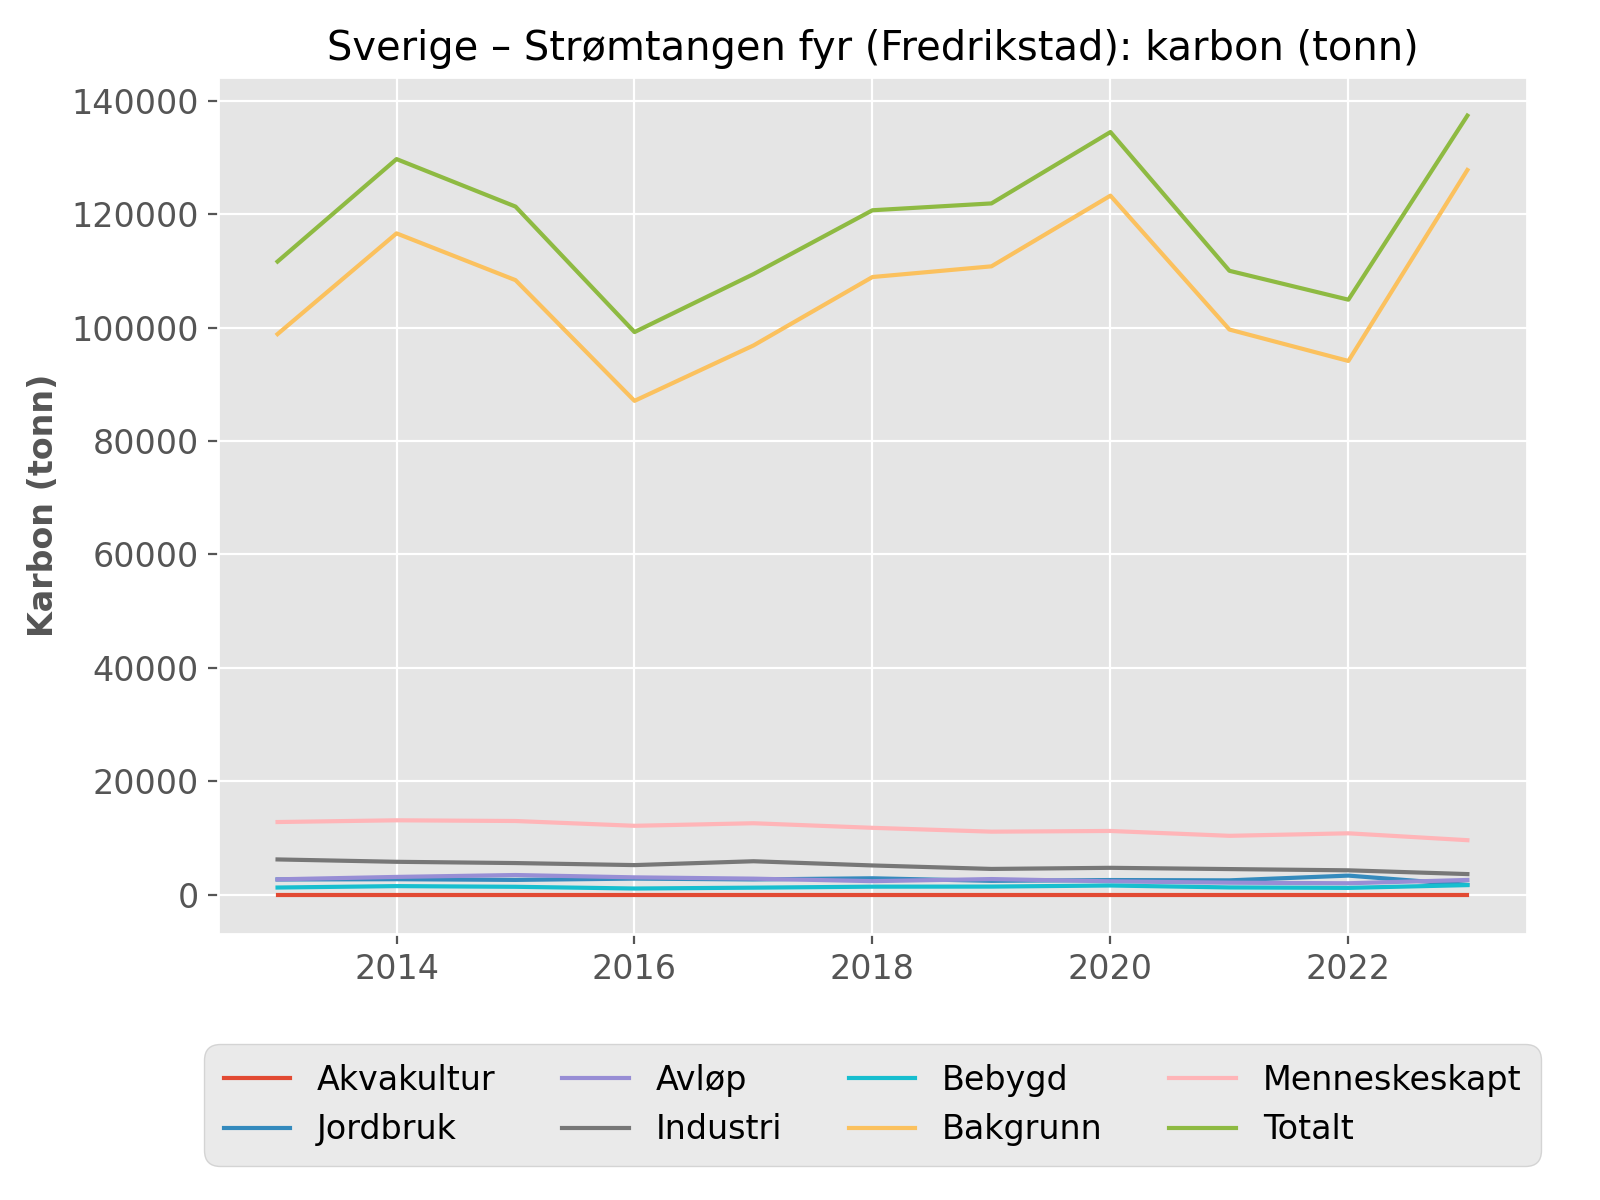 Sverige – Strømtangen fyr (Fredrikstad): karbon (tonn)
Karbon (tonn)
140000
120000
100000
80000
60000
40000
20000
0
2014 2016 2018 2020 2022
Akvakultur Avløp Bebygd Menneskeskapt
Jordbruk Industri Bakgrunn Totalt